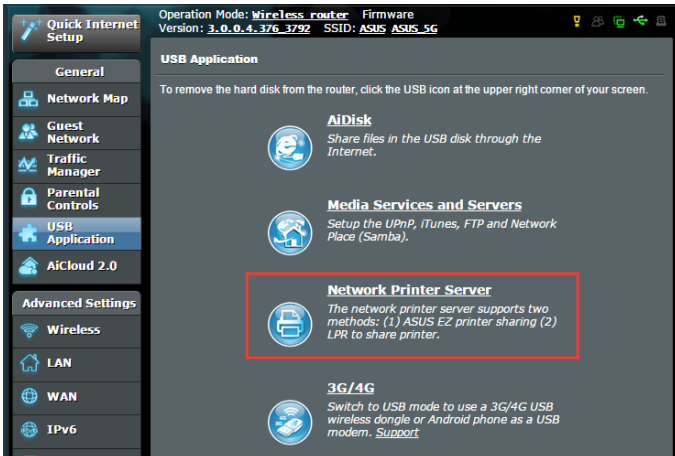 Quick Internet
Setup
General
Network Map
Guest
Network
Traffic
Manager
Parental
Controls
USB
Application
AiCloud 2.0
Advanced Settings
Wireless
LAN
WAN
IPv6
Operation Mode: Wireless router Firmware
Version: 3.0.0.4.376_3792 SSID: ASUS ASUS_5G
USB Application
To remove the hard disk from the router, click the USB icon at the upper right corner of your screen.
AiDisk
Share files in the USB disk through the
Internet.
Media Services and Servers
Setup the UPnP, iTunes, FTP and Network
Place (Samba).
Network Printer Server
The network printer server supports two
methods: (1) ASUS EZ printer sharing (2)
LPR to share printer.
3G/4G
Switch to USB mode to use a 3G/4G USB
wireless dongle or Android phone as a USB
modem. Support